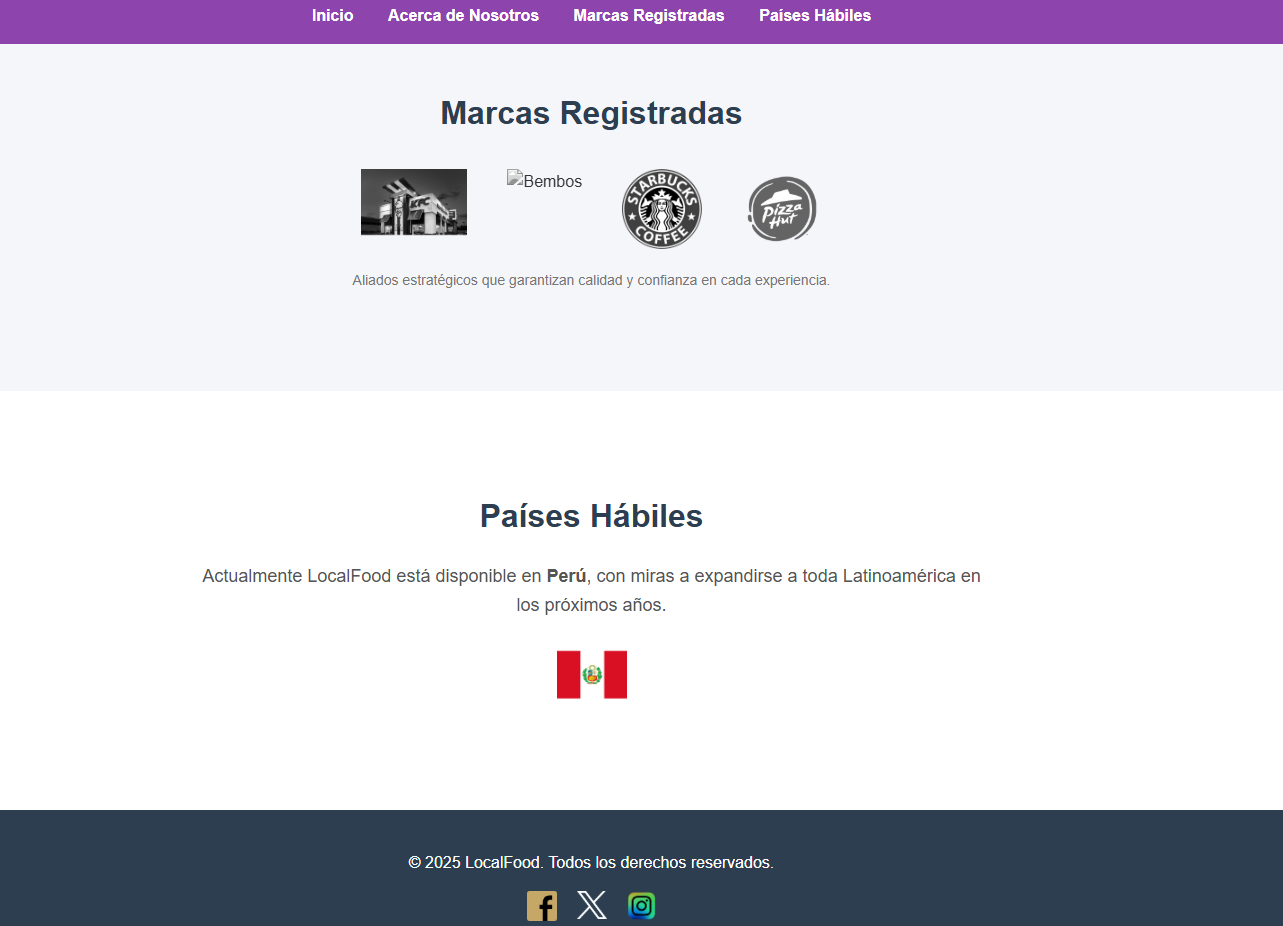 Inicio Acerca de Nosotros Marcas Registradas Países Hábiles
Marcas Registradas
Bembos
STARBUCKS
COFFEE
Pizza
Hut
Aliados estratégicos que garantizan calidad y confianza en cada experiencia.
Países Hábiles
Actualmente LocalFood está disponible en Perú, con miras a expandirse a toda Latinoamérica en
los próximos años.
© 2025 LocalFood. Todos los derechos reservados.